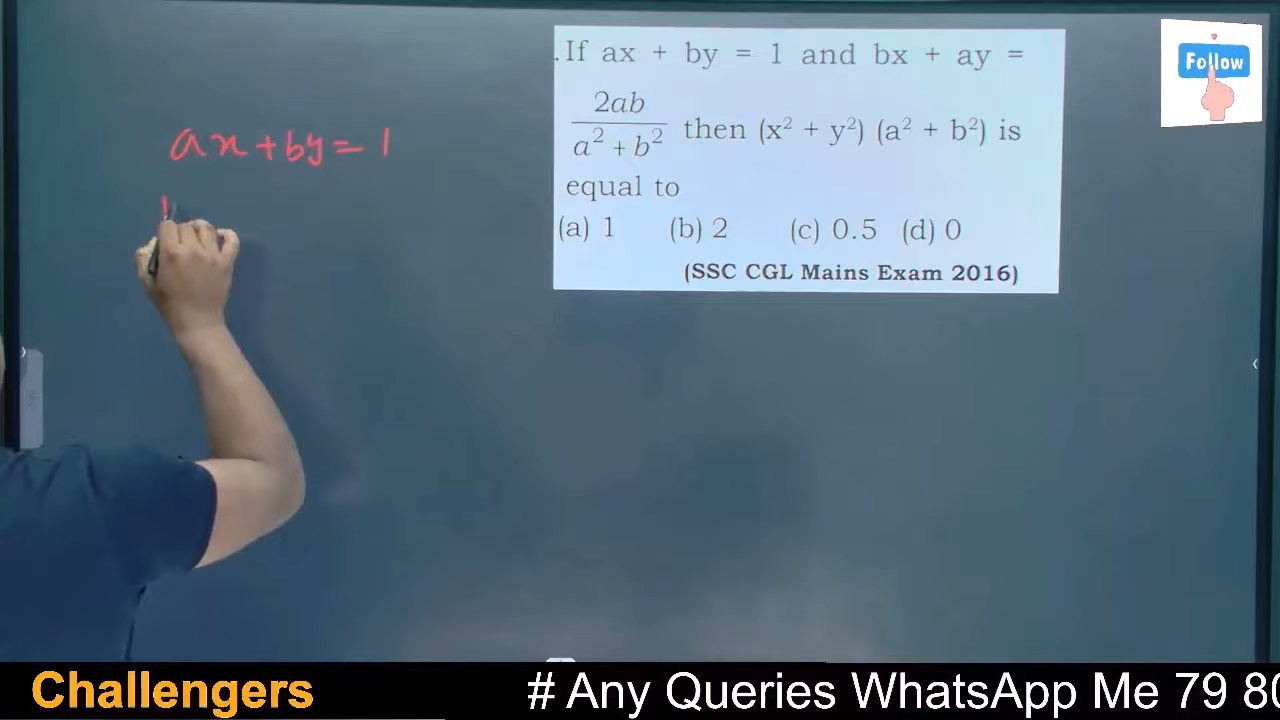 .If ax + by = 1 and bx + ay =
2ab
a² + b² then (x² + y²) (a² + b²) is
equal to
(a) 1 (b) 2 (c) 0.5 (d) 0
(SSC CGL Mains Exam 2016)
Follow
ax+by=1
Challengers
# Any Queries WhatsApp Me 79 80